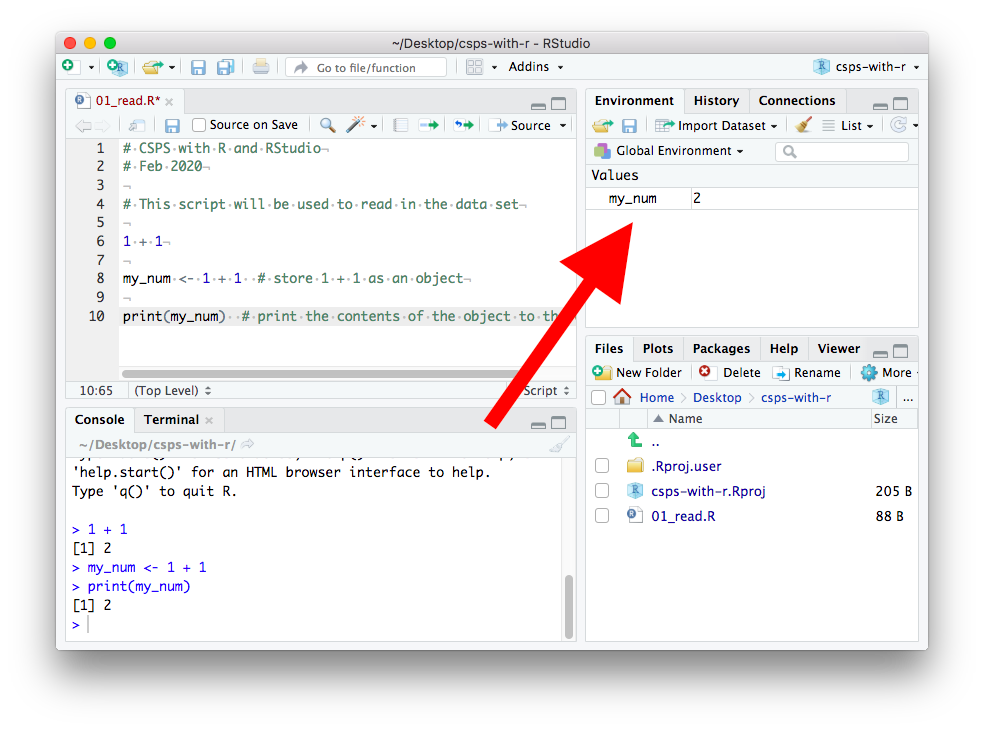 ~/Desktop/csps-with-r - RStudio
Go to file/function
Addins
csps-with-r
01_read.R*
Source on Save
Source
1 # CSPS with R and RStudio¬
2 # Feb 2020¬
3 ¬
4 # This script will be used to read in the data set¬
5 ¬
6 1 + 1¬
7 ¬
8 my_num <- 1 + 1 # store 1 + 1 as an object¬
9 ¬
10 print(my_num) # print the contents of the object to th
10:65 (Top Level) Script
Console Terminal
~/Desktop/csps-with-r/
'help.start()' for an HTML browser interface to help.
Type 'q()' to quit R.
> 1 + 1
[1] 2
> my_num <- 1 + 1
> print(my_num)
[1] 2
>
Environment History Connections
Import Dataset List
Global Environment
Values
my_num 2
Files Plots Packages Help Viewer
New Folder Delete Rename More
Home Desktop csps-with-r ...
Name Size
..
.Rproj.user
csps-with-r.Rproj 205 B
01_read.R 88 B